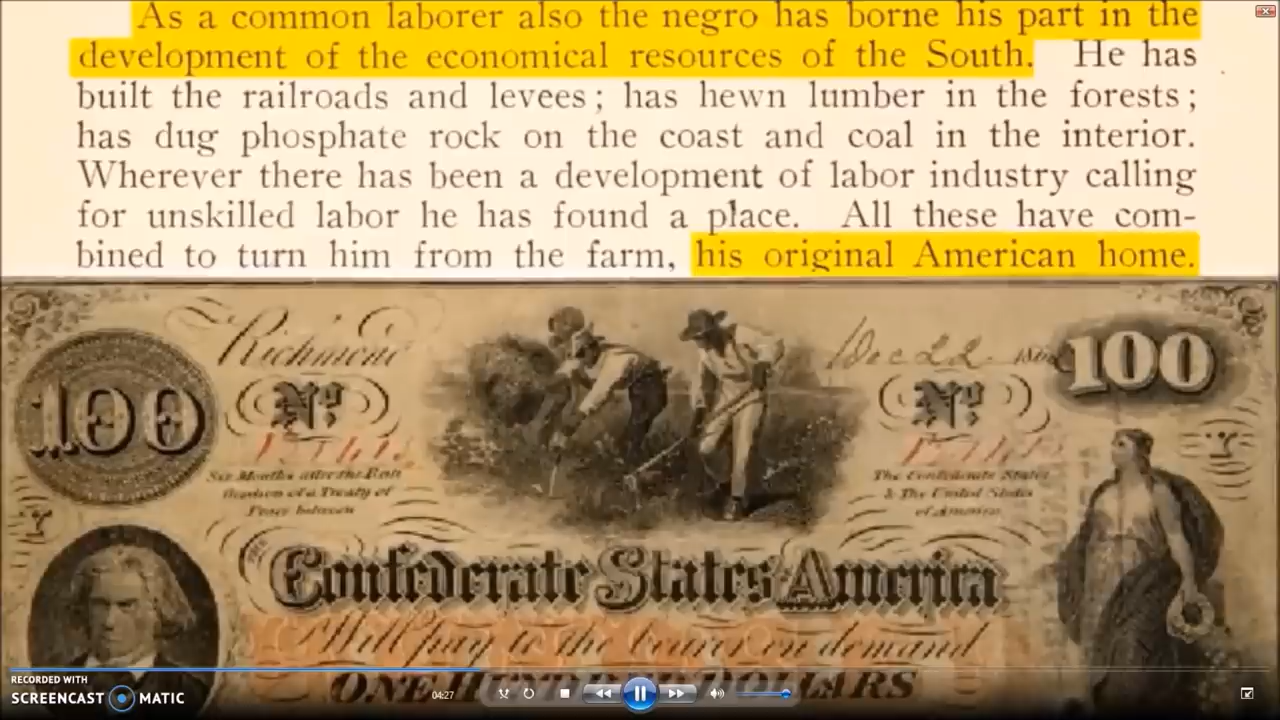 As a common laborer also the negro has borne his part in the
development of the economical resources of the South. He has
built the railroads and levees; has hewn lumber in the forests;
has dug phosphate rock on the coast and coal in the interior.
Wherever there has been a development of labor industry calling
for unskilled labor he has found a place. All these have com-
bined to turn him from the farm, his original American home.
Richmond
100
Nº
Six Months after the Rati
fication of a Treaty of
Peace between
Nº
100
The Confederate States
& The United States
of America
Confederate States America
Will pay to the bearer on demand
ONE HUNDRED DOLLARS
RECORDED WITH
SCREENCAST MATIC
04:27